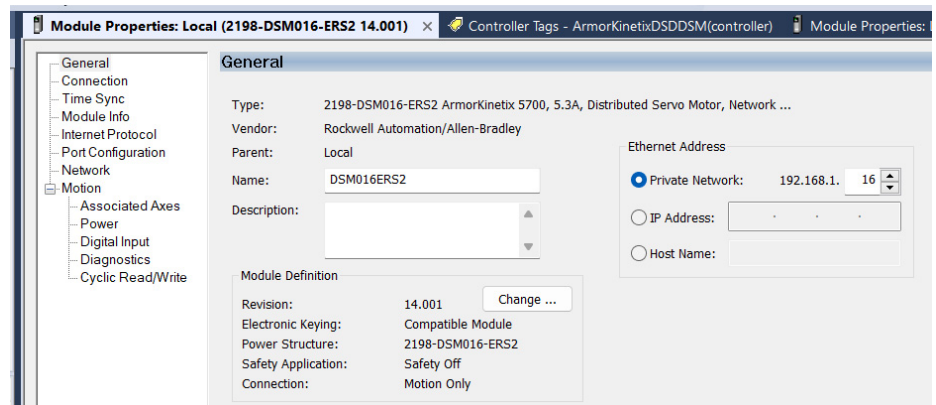 Module Properties: Local (2198-DSM016-ERS2 14.001) × Controller Tags - ArmorKinetixDSDDSM(controller) Module Properties:
General
Connection
Time Sync
Module Info
Internet Protocol
Port Configuration
Network
Motion
Associated Axes
Power
Digital Input
Diagnostics
Cyclic Read/Write
General
Type: 2198-DSM016-ERS2 ArmorKinetix 5700, 5.3A, Distributed Servo Motor, Network ...
Vendor: Rockwell Automation/Allen-Bradley
Parent: Local
Name: DSM016ERS2
Description:
Module Definition
Revision: 14.001 Change ...
Electronic Keying: Compatible Module
Power Structure: 2198-DSM016-ERS2
Safety Application: Safety Off
Connection: Motion Only
Ethernet Address
Private Network: 192.168.1. 16
IP Address: . . .
Host Name: